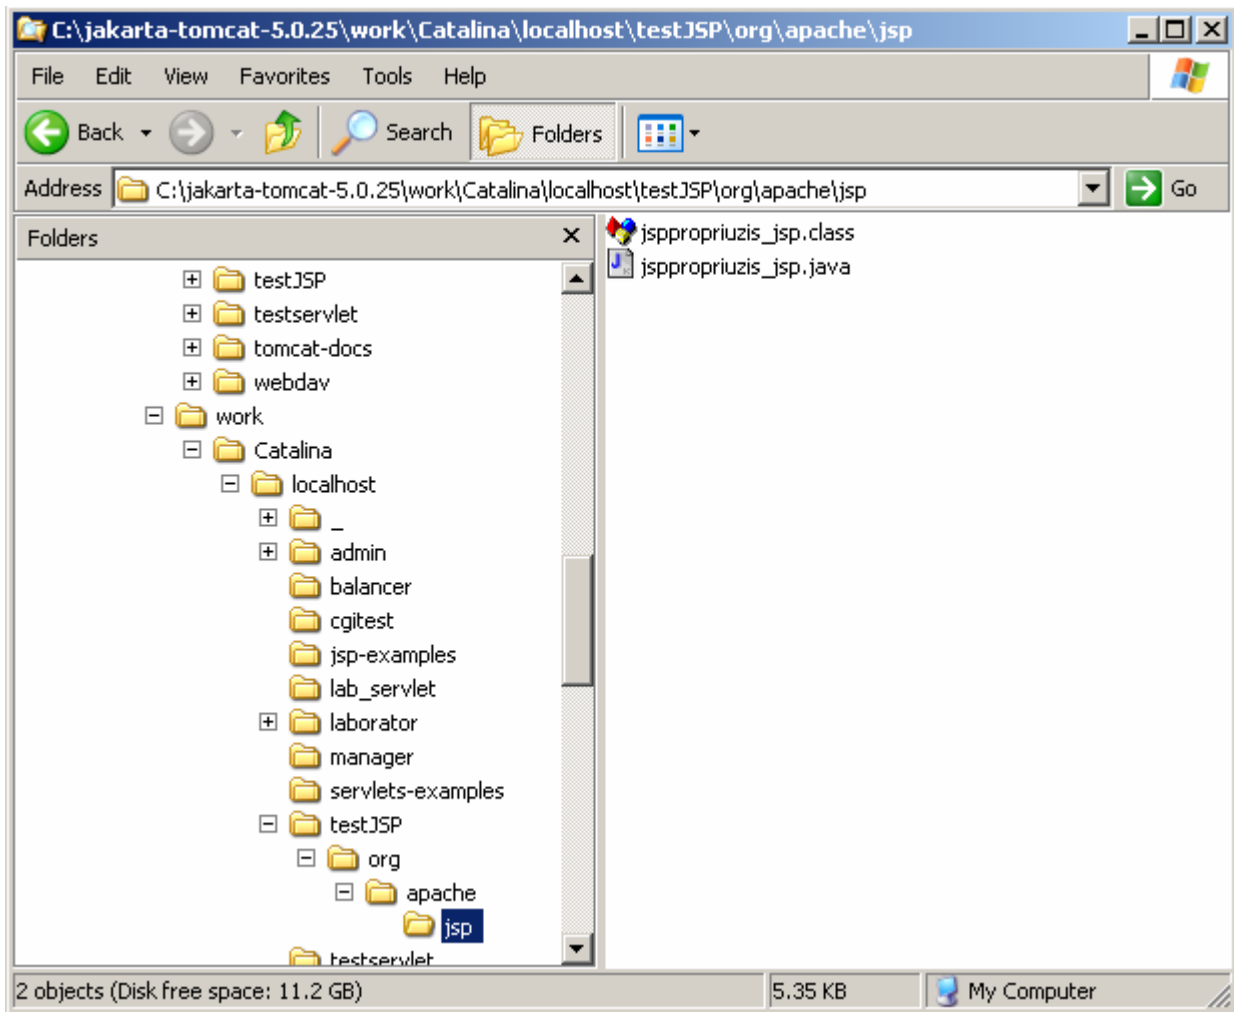 C:\jakarta-tomcat-5.0.25\work\Catalina\localhost\testJSP\org\apache\jsp
File Edit View Favorites Tools Help
Back Search Folders
Address C:\jakarta-tomcat-5.0.25\work\Catalina\localhost\testJSP\org\apache\jsp Go
Folders
jsppropriuzis_jsp.class
jsppropriuzis_jsp.java
testJSP
testservlet
tomcat-docs
webdav
work
Catalina
localhost
_
admin
balancer
cgitest
jsp-examples
lab_servlet
laborator
manager
servlets-examples
testJSP
org
apache
jsp
testservlet
2 objects (Disk free space: 11.2 GB) 5.35 KB My Computer